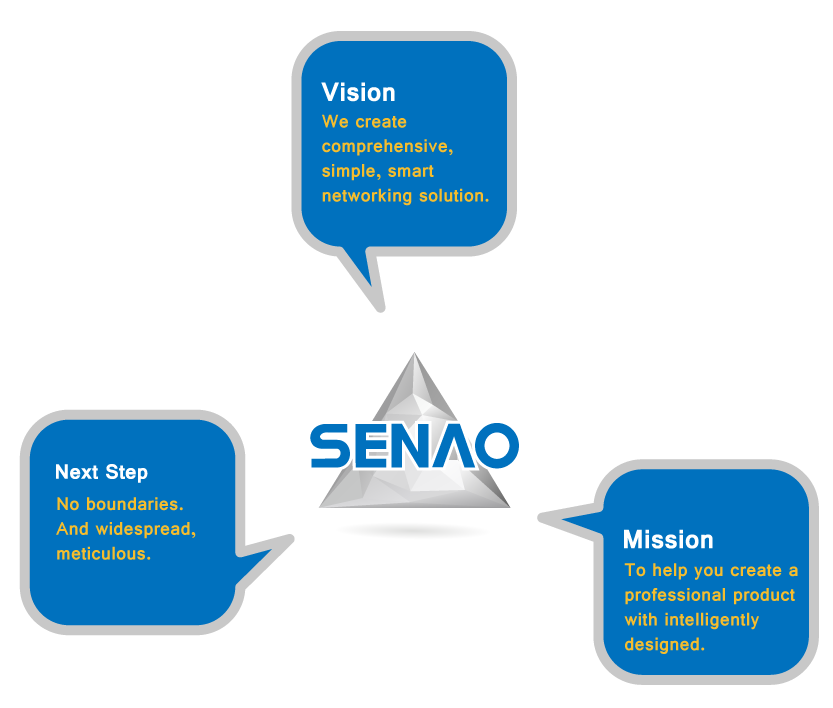 Vision
We create
comprehensive,
simple, smart
networking solution.
SENAO
Next Step
No boundaries.
And widespread,
meticulous.
Mission
To help you create a
professional product
with intelligently
designed.